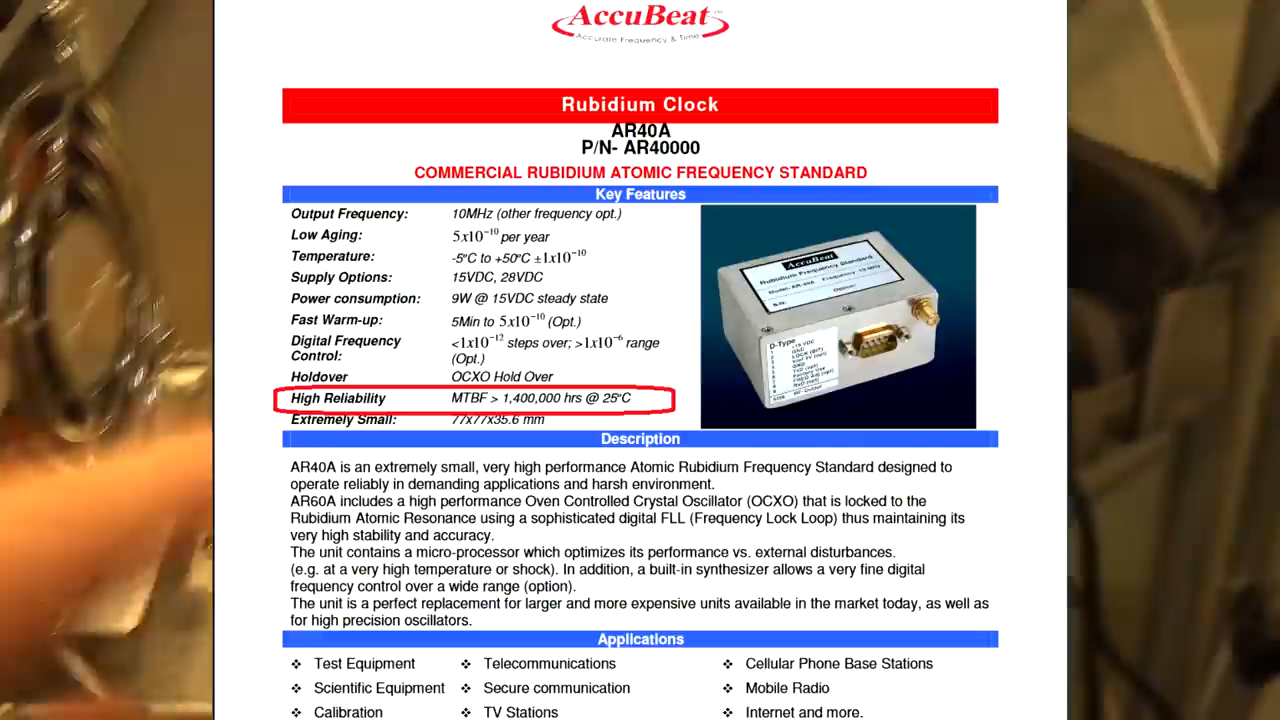 AccuBeat
Accurate Frequency & Time
Rubidium Clock
AR40A
P/N- AR40000
COMMERCIAL RUBIDIUM ATOMIC FREQUENCY STANDARD
Key Features
Output Frequency: 10MHz (other frequency opt.)
Low Aging: 5x10⁻¹⁰ per year
Temperature: -5°C to +50°C ±1x10⁻¹⁰
Supply Options: 15VDC, 28VDC
Power consumption: 9W @ 15VDC steady state
Fast Warm-up: 5Min to 5x10⁻¹⁰ (Opt.)
Digital Frequency Control: <1x10⁻¹² steps over; >1x10⁻⁶ range
(Opt.)
Holdover OCXO Hold Over
High Reliability MTBF > 1,400,000 hrs @ 25°C
Extremely Small: 77x77x35.6 mm
AccuBeat
Rubidium Frequency Standard
Model: AR-40A Frequency 10 MHz
Option:
S.N:
D-Type
Description
AR40A is an extremely small, very high performance Atomic Rubidium Frequency Standard designed to
operate reliably in demanding applications and harsh environment.
AR60A includes a high performance Oven Controlled Crystal Oscillator (OCXO) that is locked to the
Rubidium Atomic Resonance using a sophisticated digital FLL (Frequency Lock Loop) thus maintaining its
very high stability and accuracy.
The unit contains a micro-processor which optimizes its performance vs. external disturbances.
(e.g. at a very high temperature or shock). In addition, a built-in synthesizer allows a very fine digital
frequency control over a wide range (option).
The unit is a perfect replacement for larger and more expensive units available in the market today, as well as
for high precision oscillators.
Applications
❖ Test Equipment ❖ Telecommunications ❖ Cellular Phone Base Stations
❖ Scientific Equipment ❖ Secure communication ❖ Mobile Radio
❖ Calibration ❖ TV Stations ❖ Internet and more.